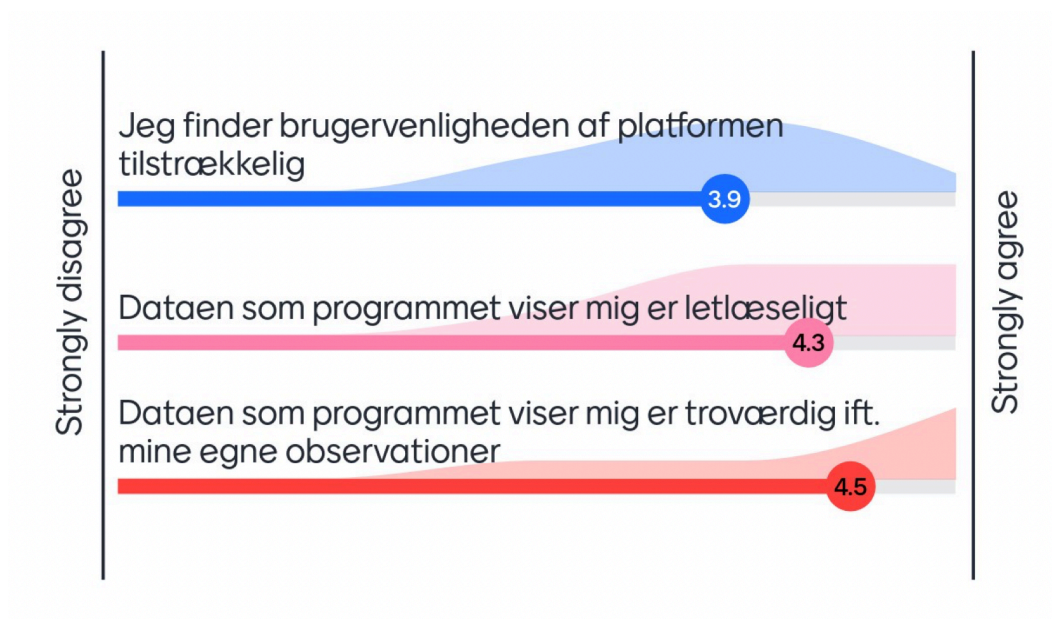 Strongly disagree
Jeg finder brugervenligheden af platformen
tilstrækkelig
3.9
Dataen som programmet viser mig er letlæseligt
4.3
Dataen som programmet viser mig er troværdig ift.
mine egne observationer
4.5
Strongly agree